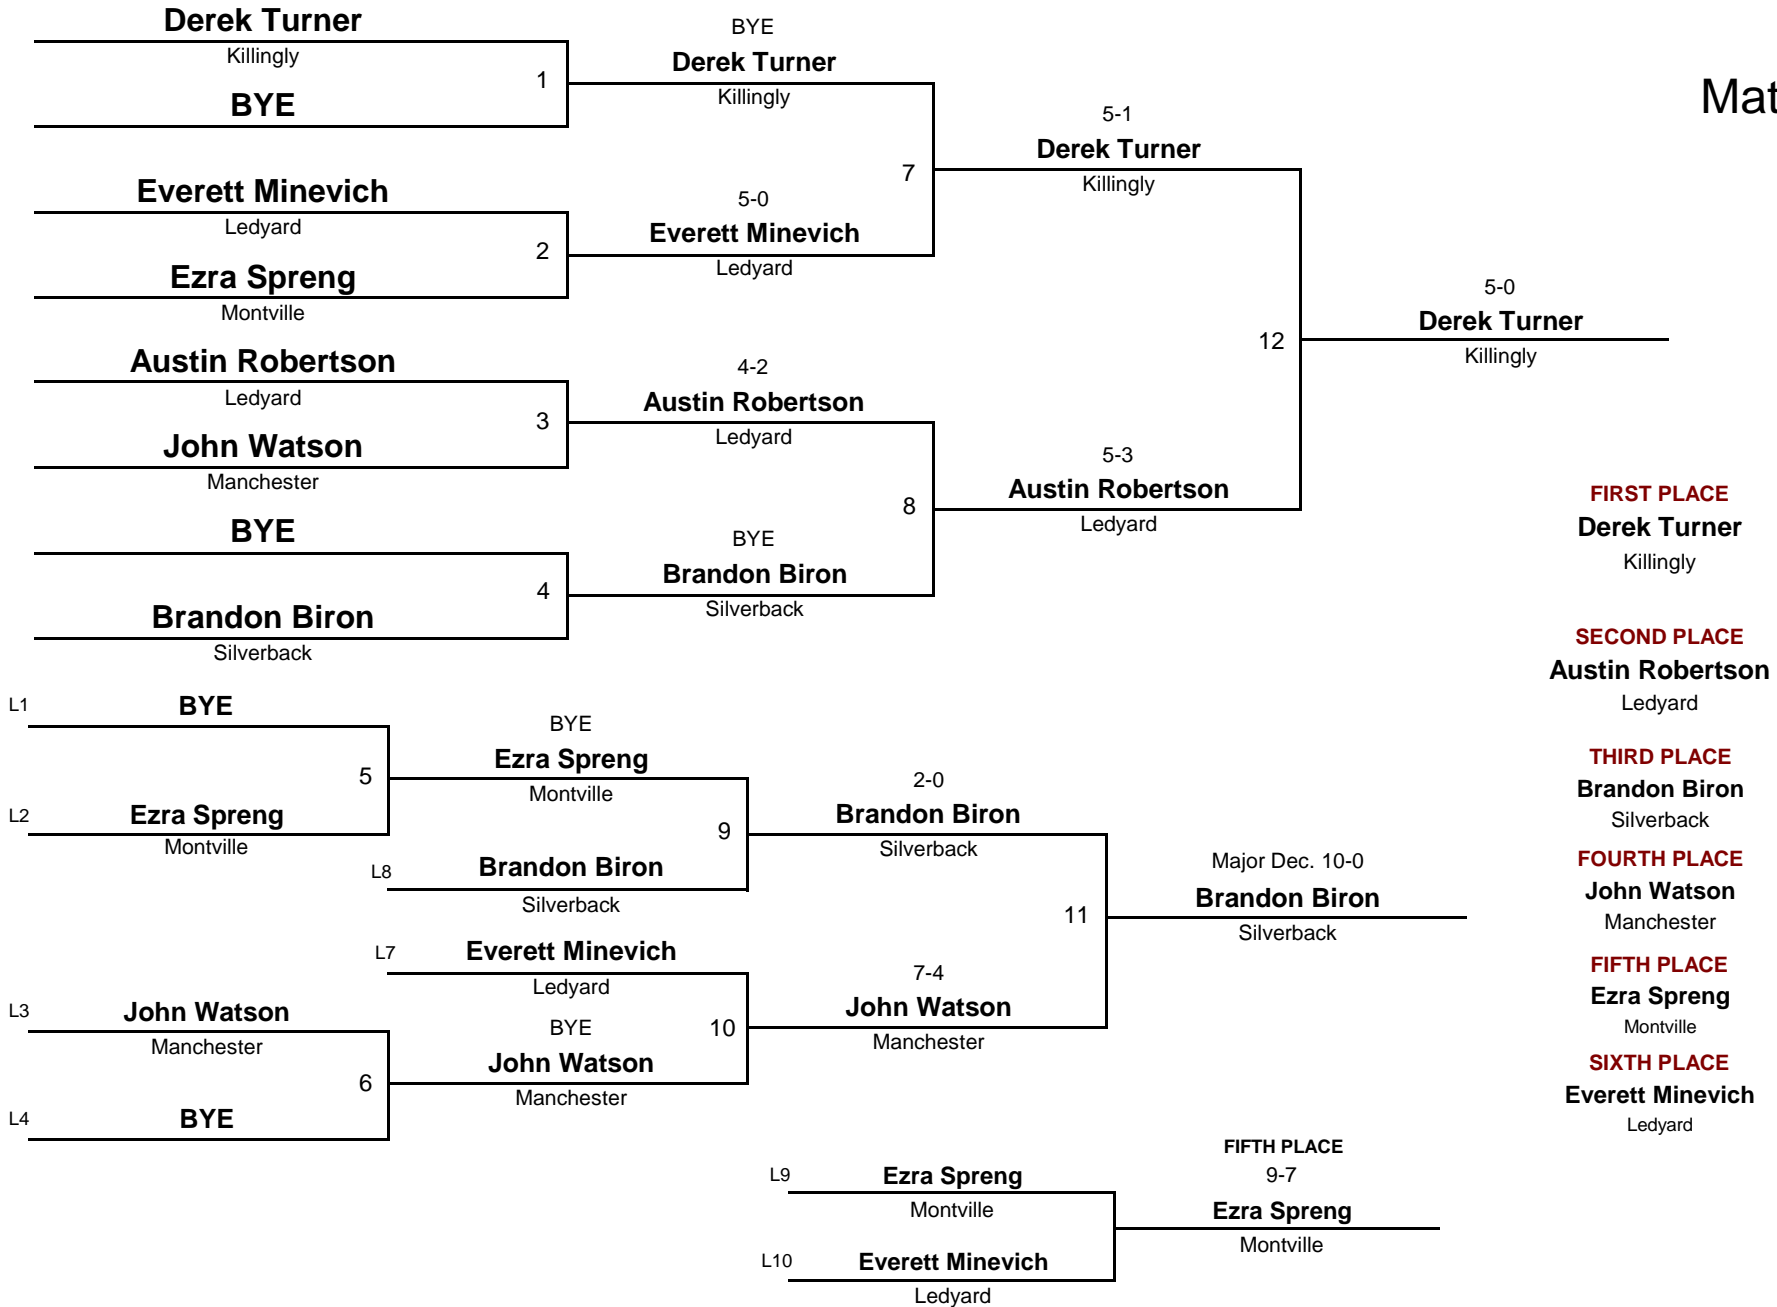 Derek Turner
Killingly
1
BYE
Everett Minevich
Ledyard
2
Ezra Spreng
Montville
Austin Robertson
Ledyard
3
John Watson
Manchester
BYE
4
Brandon Biron
Silverback
BYE
Derek Turner
Killingly
7
5-0
Everett Minevich
Ledyard
4-2
Austin Robertson
Ledyard
8
BYE
Brandon Biron
Silverback
5-1
Derek Turner
Killingly
12
5-3
Austin Robertson
Ledyard
5-0
Derek Turner
Killingly
Mat
L1
BYE
5
L2
Ezra Spreng
Montville
BYE
Ezra Spreng
Montville
9
L8
Brandon Biron
Silverback
L7
Everett Minevich
Ledyard
10
L3
John Watson
Manchester
6
L4
BYE
BYE
John Watson
Manchester
2-0
Brandon Biron
Silverback
11
7-4
John Watson
Manchester
Major Dec. 10-0
Brandon Biron
Silverback
L9
Ezra Spreng
Montville
L10
Everett Minevich
Ledyard
FIFTH PLACE
9-7
Ezra Spreng
Montville
FIRST PLACE
Derek Turner
Killingly
SECOND PLACE
Austin Robertson
Ledyard
THIRD PLACE
Brandon Biron
Silverback
FOURTH PLACE
John Watson
Manchester
FIFTH PLACE
Ezra Spreng
Montville
SIXTH PLACE
Everett Minevich
Ledyard